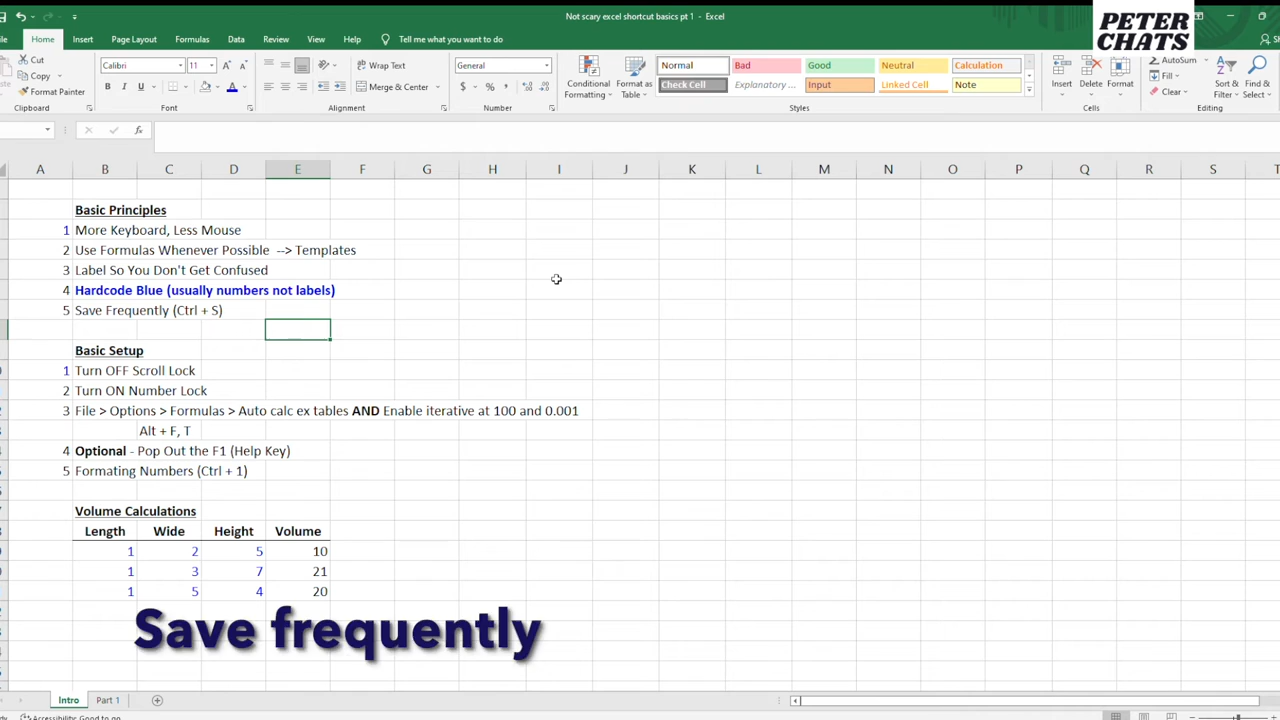 Not scary excel shortcut basics pt 1 - Excel
PETER
CHATS
Home Insert Page Layout Formulas Data Review View Help Tell me what you want to do
Cut
Copy
Format Painter
Clipboard
Calibri 11
B I U
Font
Wrap Text
Merge & Center
Alignment
General
$ % ,
Number
Conditional Formatting
Format as Table
Normal Bad Good Neutral Calculation
Check Cell Explanatory ... Input Linked Cell Note
Styles
Insert Delete Format
Cells
AutoSum
Fill
Clear
Sort & Filter
Find & Select
Editing
fx
A B C D E F G H I J K L M N O P Q R S T
Basic Principles
1 More Keyboard, Less Mouse
2 Use Formulas Whenever Possible --> Templates
3 Label So You Don't Get Confused
4 Hardcode Blue (usually numbers not labels)
5 Save Frequently (Ctrl + S)
Basic Setup
1 Turn OFF Scroll Lock
2 Turn ON Number Lock
3 File > Options > Formulas > Auto calc ex tables AND Enable iterative at 100 and 0.001
Alt + F, T
4 Optional - Pop Out the F1 (Help Key)
5 Formating Numbers (Ctrl + 1)
Volume Calculations
Length Wide Height Volume
1 2 5 10
1 3 7 21
1 5 4 20
Save frequently
Intro Part 1
Accessibility: Good to go